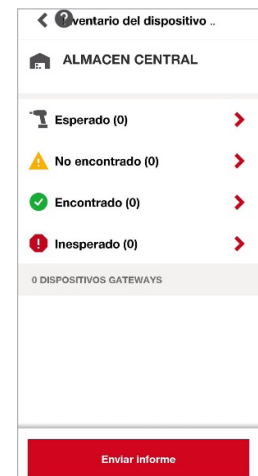 ventario del dispositivo ..
ALMACEN CENTRAL
Esperado (0)
No encontrado (0)
Encontrado (0)
Inesperado (0)
0 DISPOSITIVOS GATEWAYS
Enviar informe